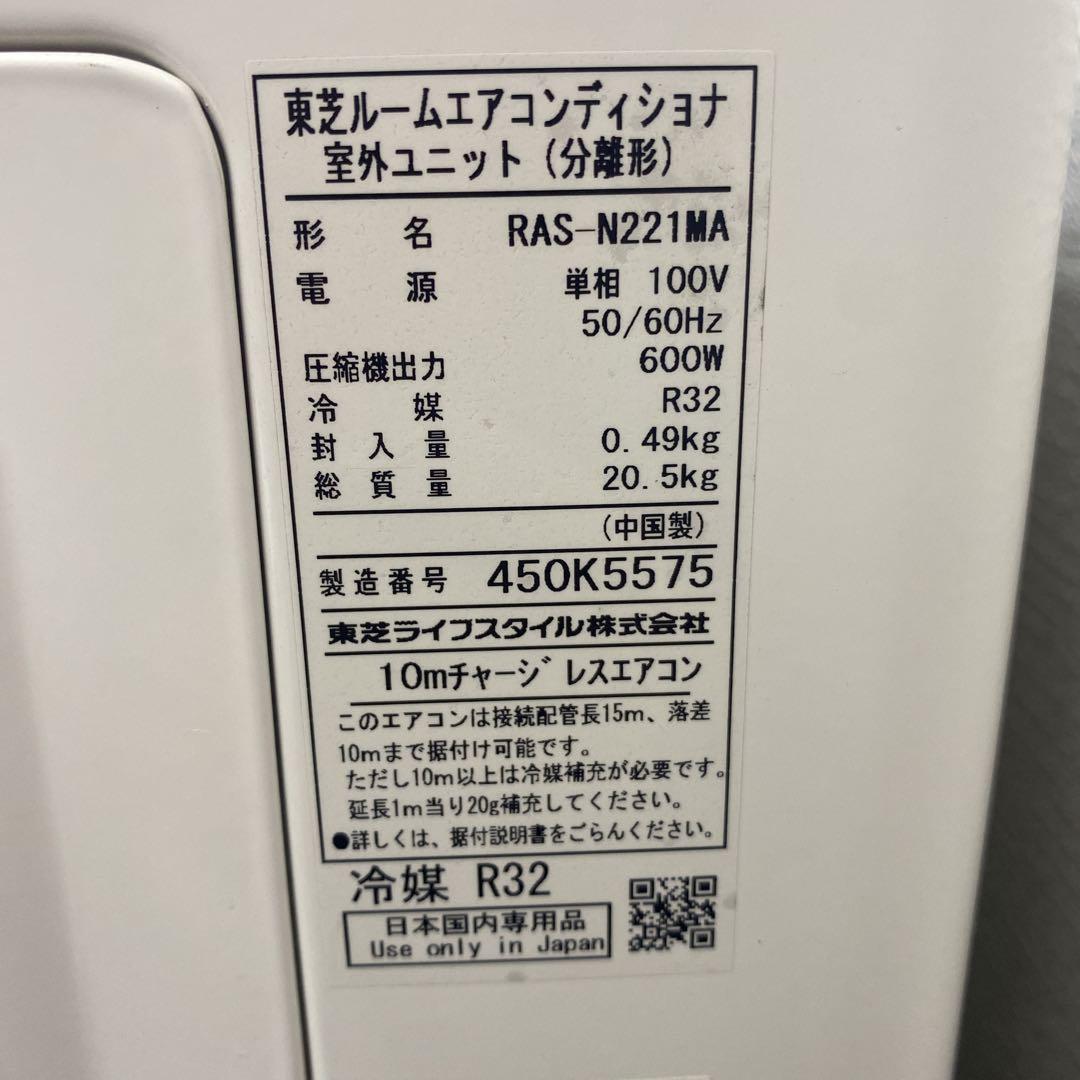 東芝ルームエアコンディショナ
室外ユニット(分離形)
形 名 RAS-N221MA
電 源 単相 100V
50/60Hz
圧縮機出力 600W
冷 媒 R32
封入量 0.49kg
総質量 20.5kg
(中国製)
製造番号 450K5575
東芝ライフスタイル株式会社
10mチャージレスエアコン
このエアコンは接続配管長15m、落差
10mまで据付け可能です。
ただし10m以上は冷媒補充が必要です。
延長1m当り20g補充してください。
●詳しくは、据付説明書をごらんください。
冷媒 R32
日本国内専用品
Use only in Japan